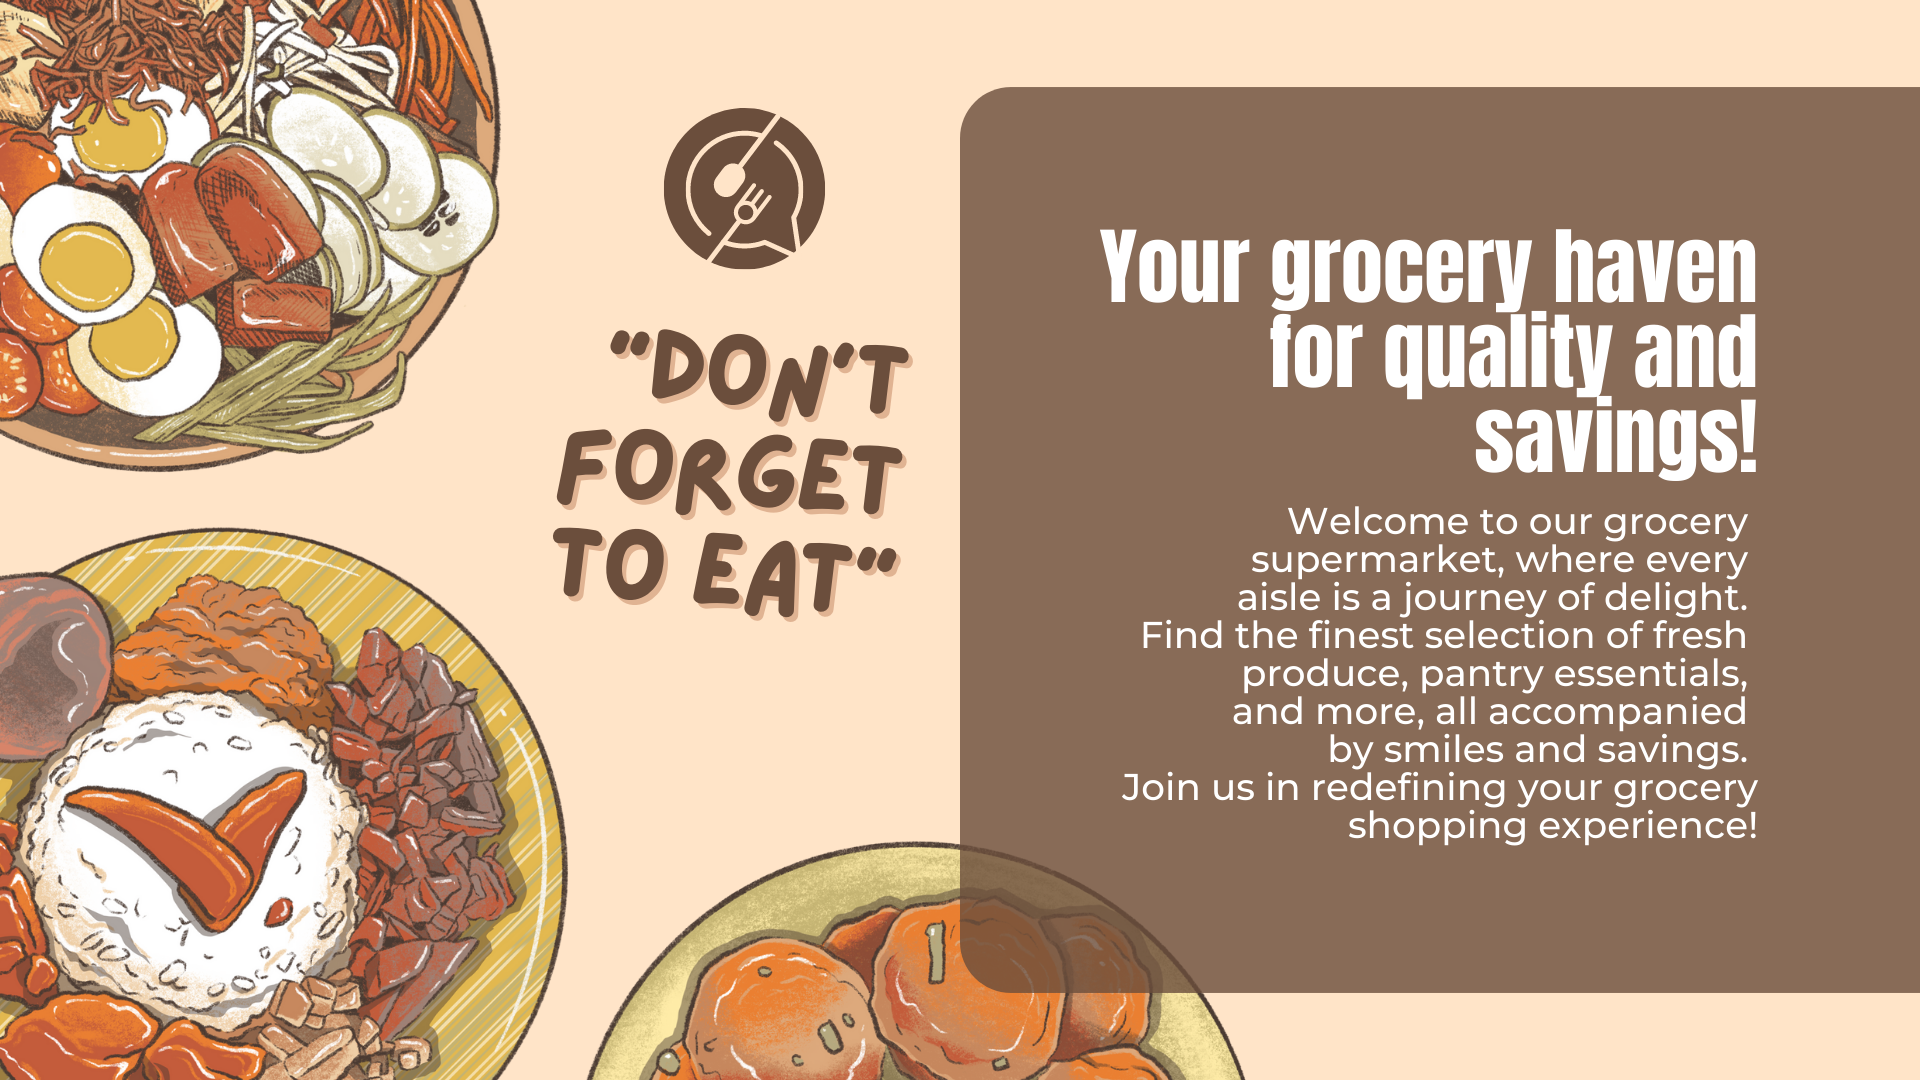 "DON'T
FORGET
TO EAT"
Your grocery haven
for quality and
savings!
Welcome to our grocery
supermarket, where every
aisle is a journey of delight.
Find the finest selection of fresh
produce, pantry essentials,
and more, all accompanied
by smiles and savings.
Join us in redefining your grocery
shopping experience!